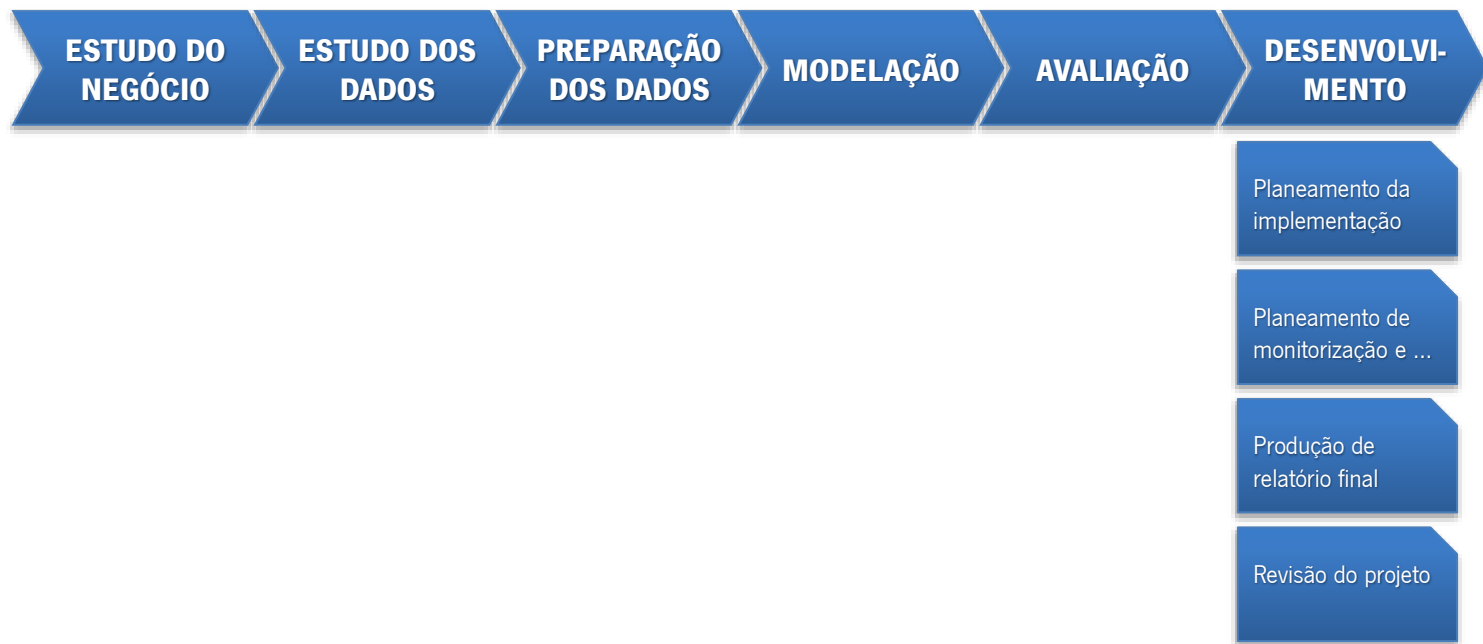 ESTUDO DO
NEGÓCIO
ESTUDO DOS
DADOS
PREPARAÇÃO
DOS DADOS
MODELAÇÃO
AVALIAÇÃO
DESENVOLVI-
MENTO
Planeamento da
implementação
Planeamento de
monitorização e ...
Produção de
relatório final
Revisão do projeto